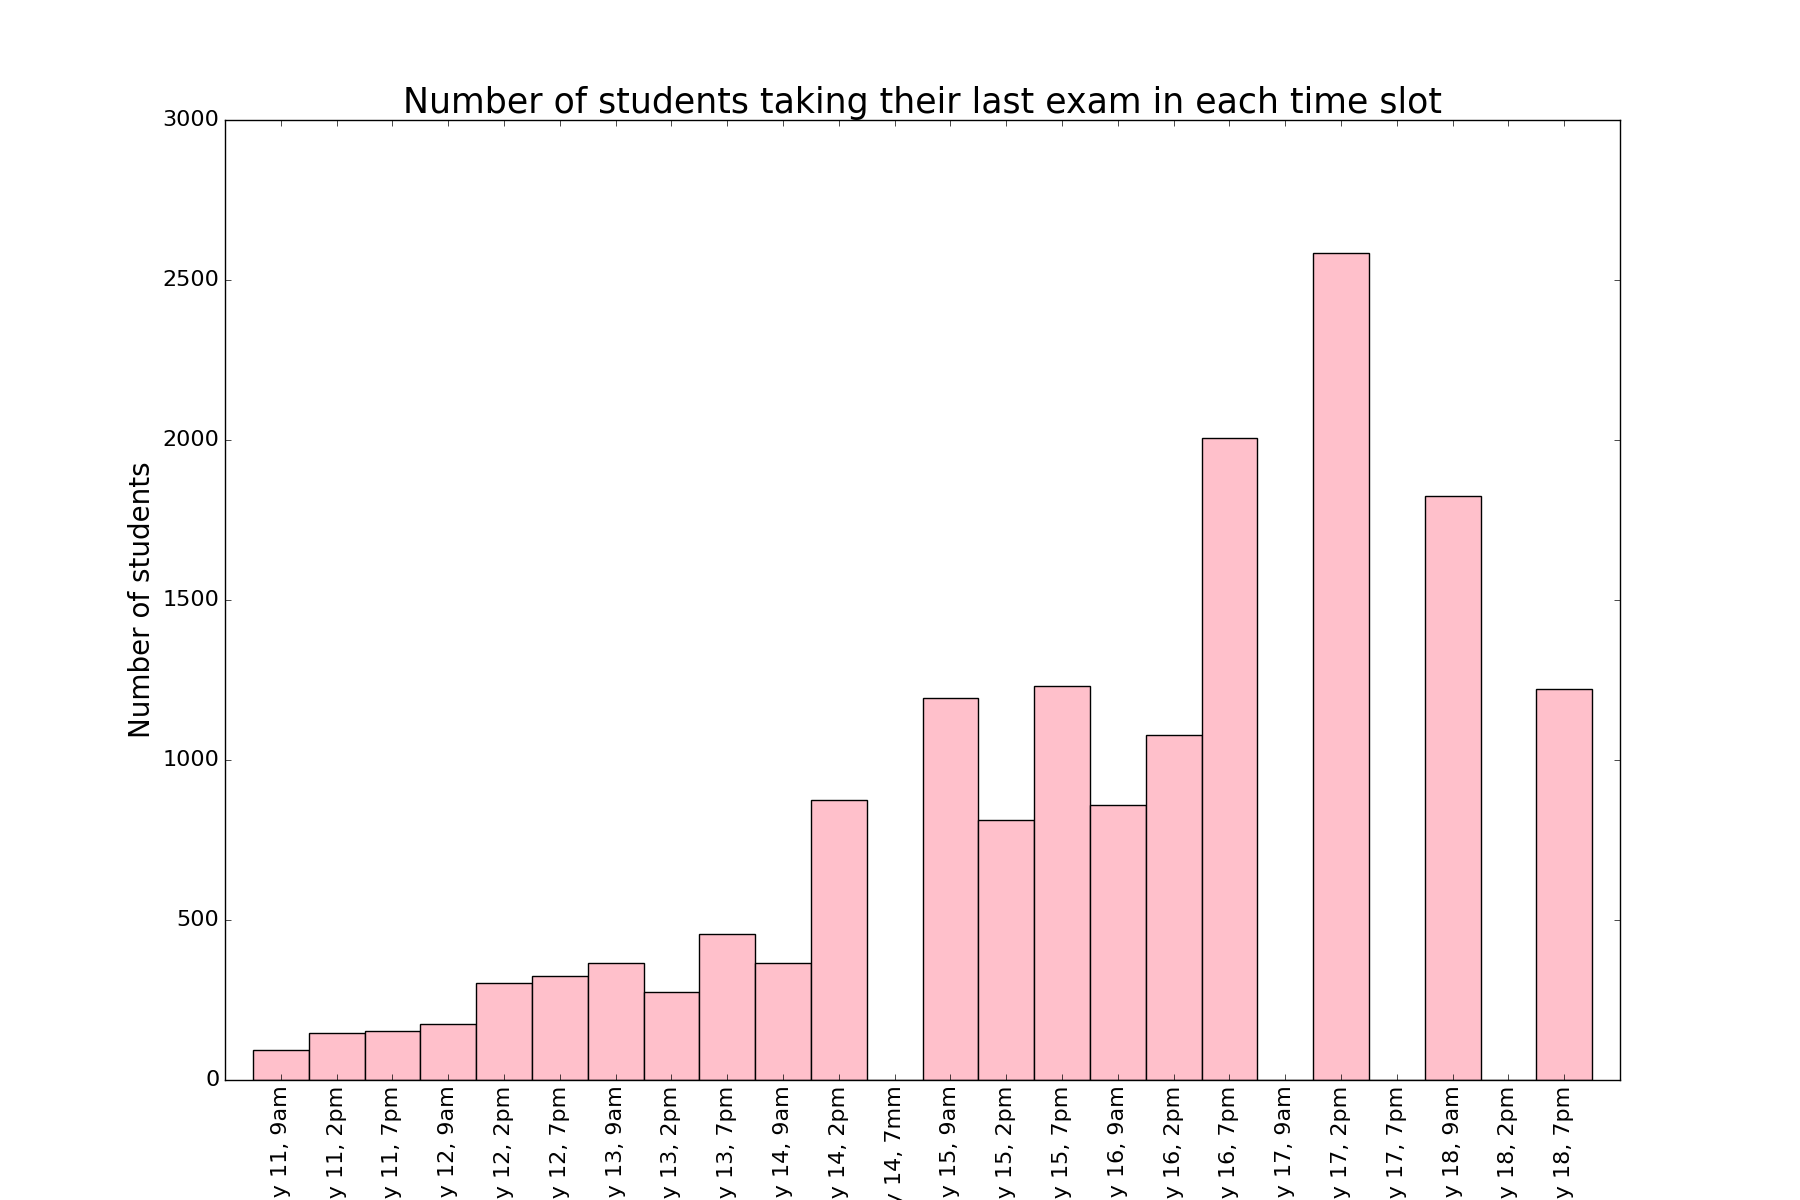 Number of students taking their last exam in each time slot
Number of students
3000
2500
2000
1500
1000
500
0
y 11, 9am
y 11, 2pm
y 11, 7pm
y 12, 9am
y 12, 2pm
y 12, 7pm
y 13, 9am
y 13, 2pm
y 13, 7pm
y 14, 9am
y 14, 2pm
y 14, 7mm
y 15, 9am
y 15, 2pm
y 15, 7pm
y 16, 9am
y 16, 2pm
y 16, 7pm
y 17, 9am
y 17, 2pm
y 17, 7pm
y 18, 9am
y 18, 2pm
y 18, 7pm